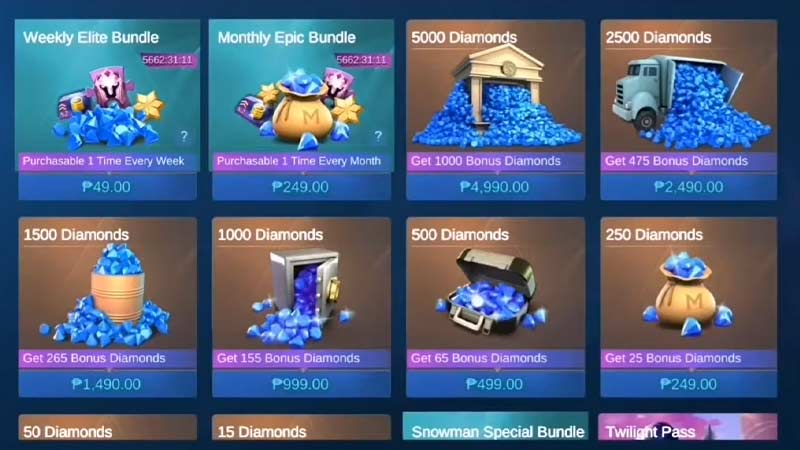 Weekly Elite Bundle
5662:31:11
?
Purchasable 1 Time Every Week
₱49.00
Monthly Epic Bundle
5662:31:11
M
?
Purchasable 1 Time Every Month
₱249.00
5000 Diamonds
Get 1000 Bonus Diamonds
₱4,990.00
2500 Diamonds
Get 475 Bonus Diamonds
₱2,490.00
1500 Diamonds
Get 265 Bonus Diamonds
₱1,490.00
1000 Diamonds
Get 155 Bonus Diamonds
₱999.00
500 Diamonds
Get 65 Bonus Diamonds
₱499.00
250 Diamonds
M
Get 25 Bonus Diamonds
₱249.00
50 Diamonds
15 Diamonds
Snowman Special Bundle
Twilight Pass